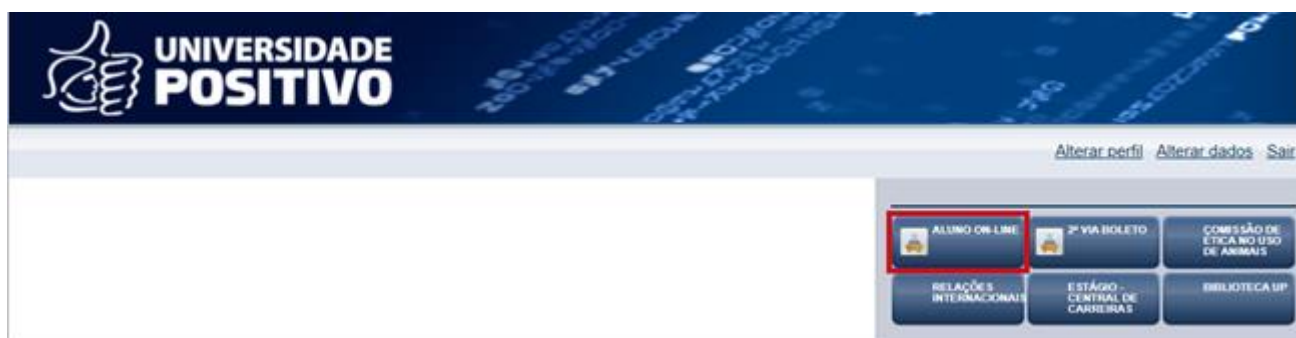 UNIVERSIDADE
POSITIVO
Alterar perfil Alterar dados Sair
ALUNO ON-LINE
2ª VIA BOLETO
COMISSÃO DE
ÉTICA NO USO
DE ANIMAIS
RELAÇÕES
INTERNACIONAIS
ESTÁGIO -
CENTRAL DE
CARREIRAS
BIBLIOTECA UP